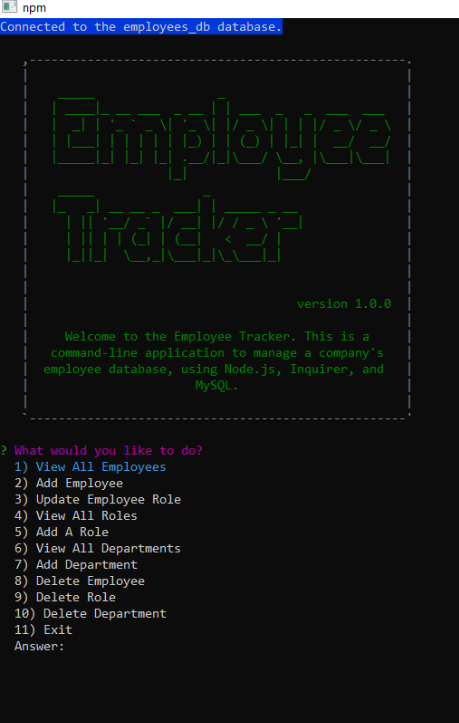 npm
Connected to the employees_db database.
Employee
Tracker
version 1.0.0
Welcome to the Employee Tracker. This is a
command-line application to manage a company's
employee database, using Node.js, Inquirer, and
MySQL.
? What would you like to do?
1) View All Employees
2) Add Employee
3) Update Employee Role
4) View All Roles
5) Add A Role
6) View All Departments
7) Add Department
8) Delete Employee
9) Delete Role
10) Delete Department
11) Exit
Answer: